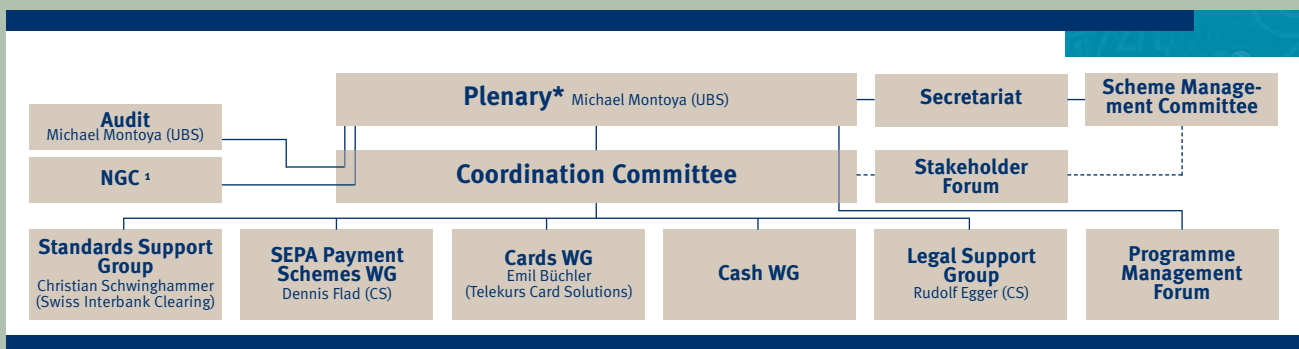 Plenary* Michael Montoya (UBS)
Secretariat
Scheme Manage-
ment Committee
Audit
Michael Montoya (UBS)
NGC ¹
Coordination Committee
Stakeholder
Forum
Standards Support
Group
Christian Schwinghammer
(Swiss Interbank Clearing)
SEPA Payment
Schemes WG
Dennis Flad (CS)
Cards WG
Emil Büchler
(Telekurs Card Solutions)
Cash WG
Legal Support
Group
Rudolf Egger (CS)
Programme
Management
Forum